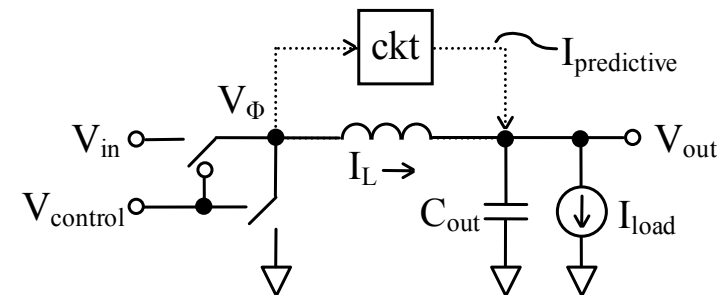 ckt
I_predictive
V_Φ
V_in
V_out
I_L
V_control
C_out
I_load